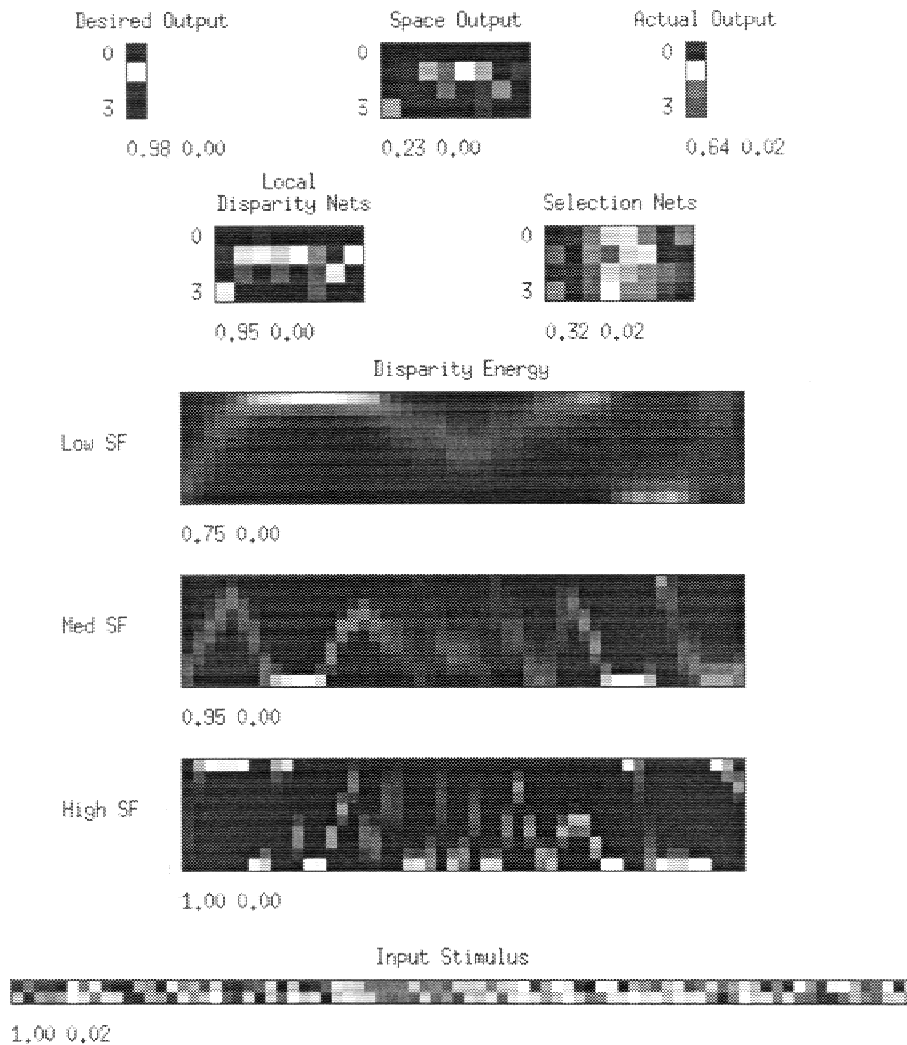 Desired Output
Space Output
Actual Output
0
3
0
3
0
3
0.98 0.00
0.23 0.00
0.64 0.02
Local
Disparity Nets
Selection Nets
0
3
0
3
0.95 0.00
0.32 0.02
Disparity Energy
Low SF
0.75 0.00
Med SF
0.95 0.00
High SF
1.00 0.00
Input Stimulus
1.00 0.02